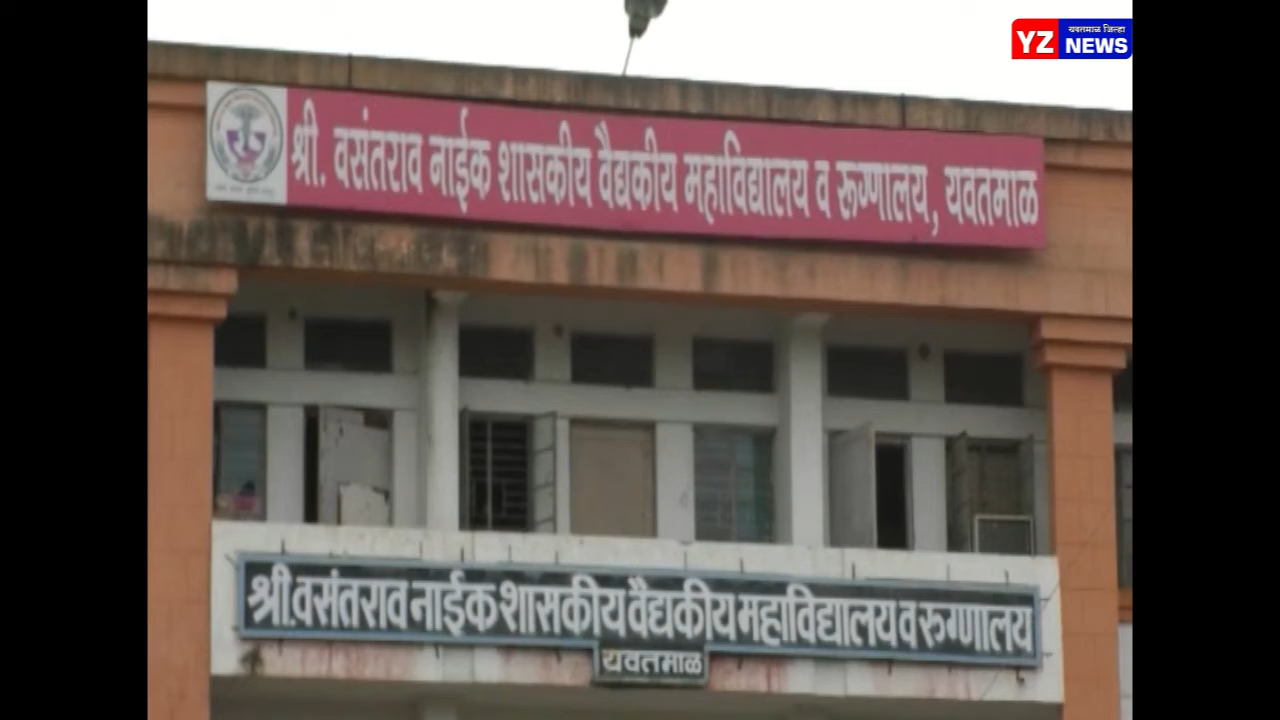 यवतमाळ जिल्हा
YZ NEWS
श्री. वसंतराव नाईक शासकीय वैद्यकीय महाविद्यालय व रूग्णालय, यवतमाळ
श्री.वसंतराव नाईक शासकीय वैद्यकीय महाविद्यालय व रुग्णालय
यवतमाळ